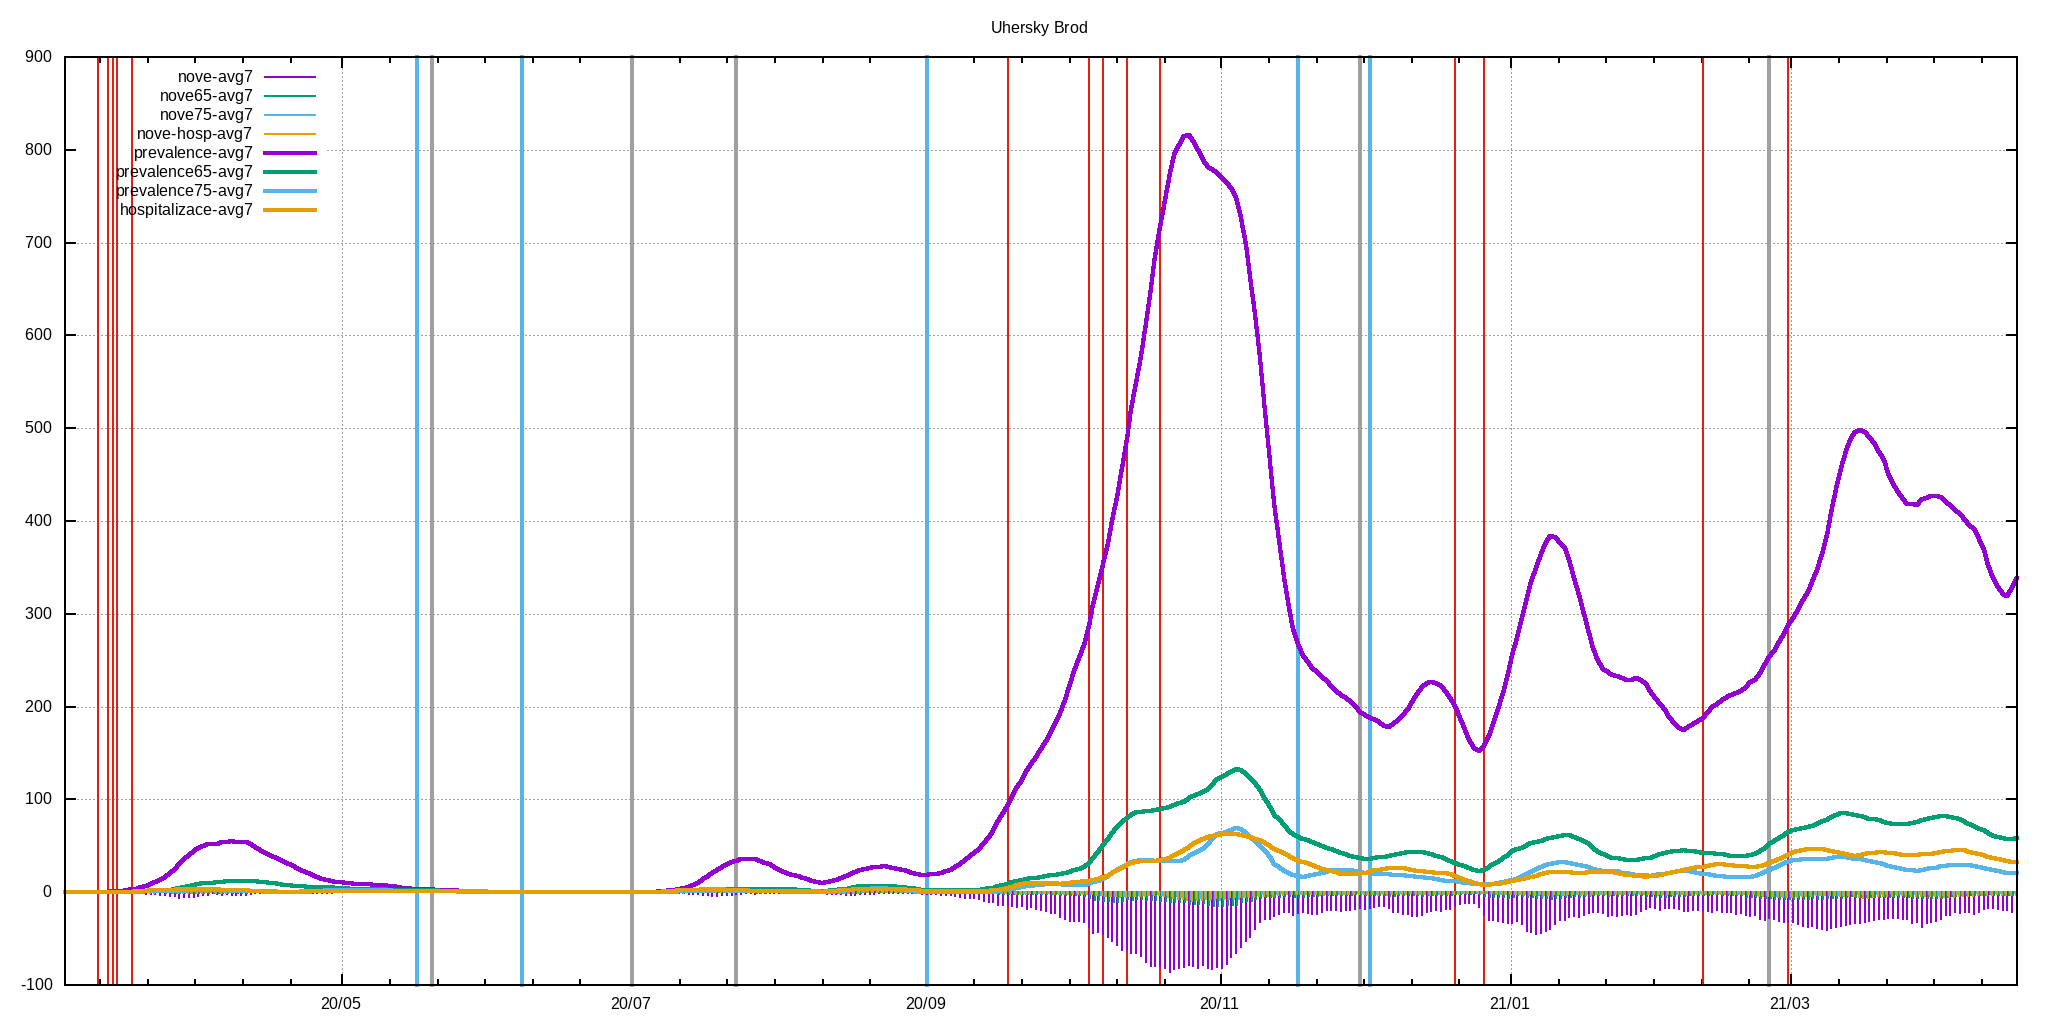 Uhersky Brod
900
800
700
600
500
400
300
200
100
0
-100
nove-avg7
nove65-avg7
nove75-avg7
nove-hosp-avg7
prevalence-avg7
prevalence65-avg7
prevalence75-avg7
hospitalizace-avg7
20/05 20/07 20/09 20/11 21/01 21/03